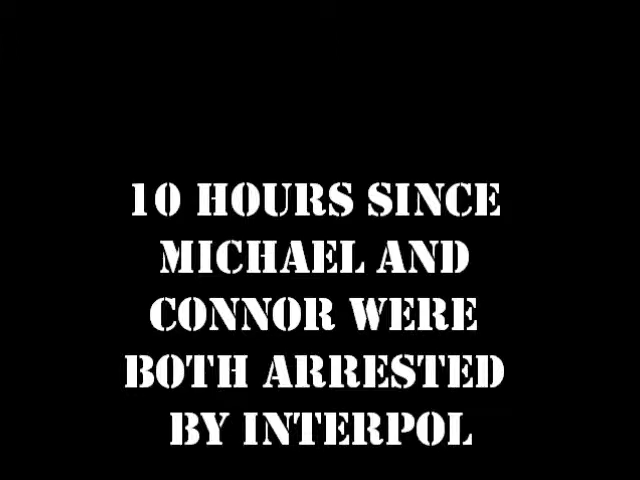 10 HOURS SINCE
MICHAEL AND
CONNOR WERE
BOTH ARRESTED
BY INTERPOL